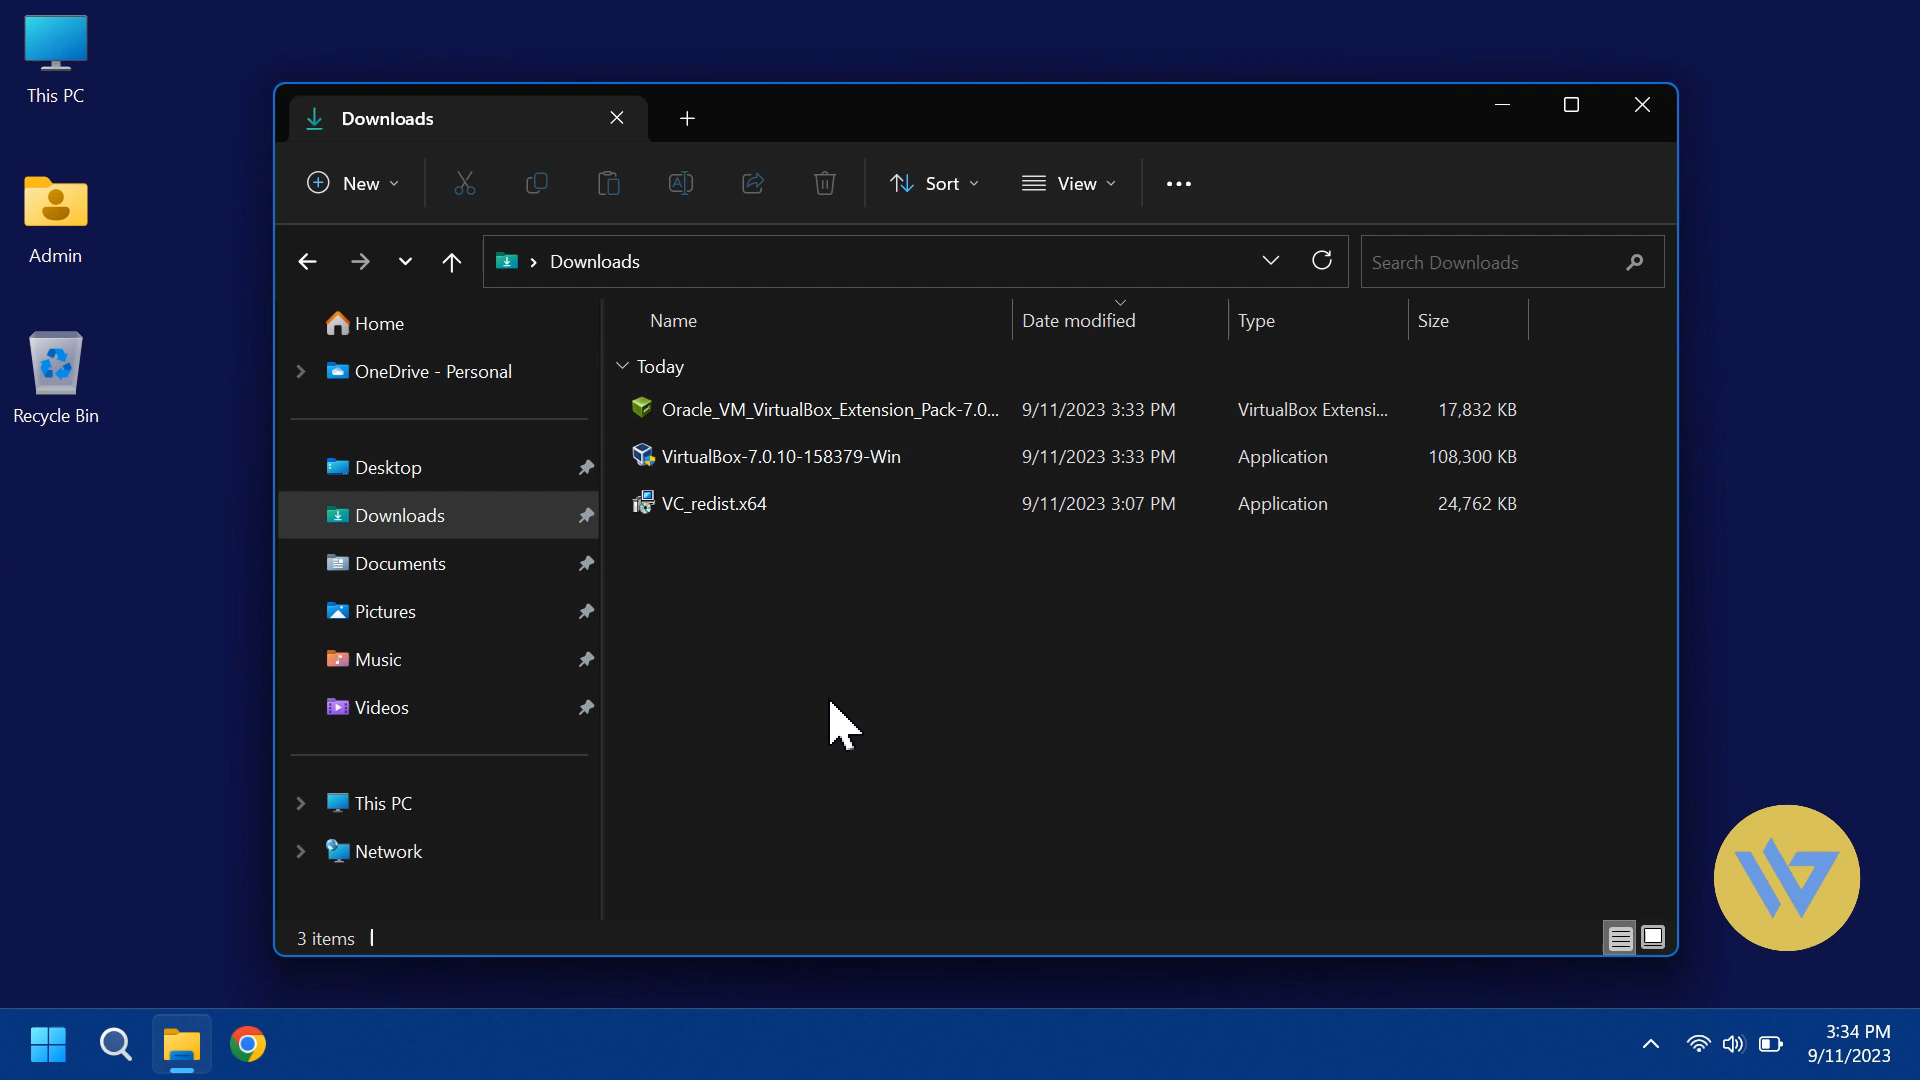 This PC
Admin
Recycle Bin
Downloads
New
Sort
View
Downloads
Search Downloads
Home
OneDrive - Personal
Desktop
Downloads
Documents
Pictures
Music
Videos
This PC
Network
Name Date modified Type Size
Today
Oracle_VM_VirtualBox_Extension_Pack-7.0... 9/11/2023 3:33 PM VirtualBox Extensi... 17,832 KB
VirtualBox-7.0.10-158379-Win 9/11/2023 3:33 PM Application 108,300 KB
VC_redist.x64 9/11/2023 3:07 PM Application 24,762 KB
3 items
3:34 PM
9/11/2023